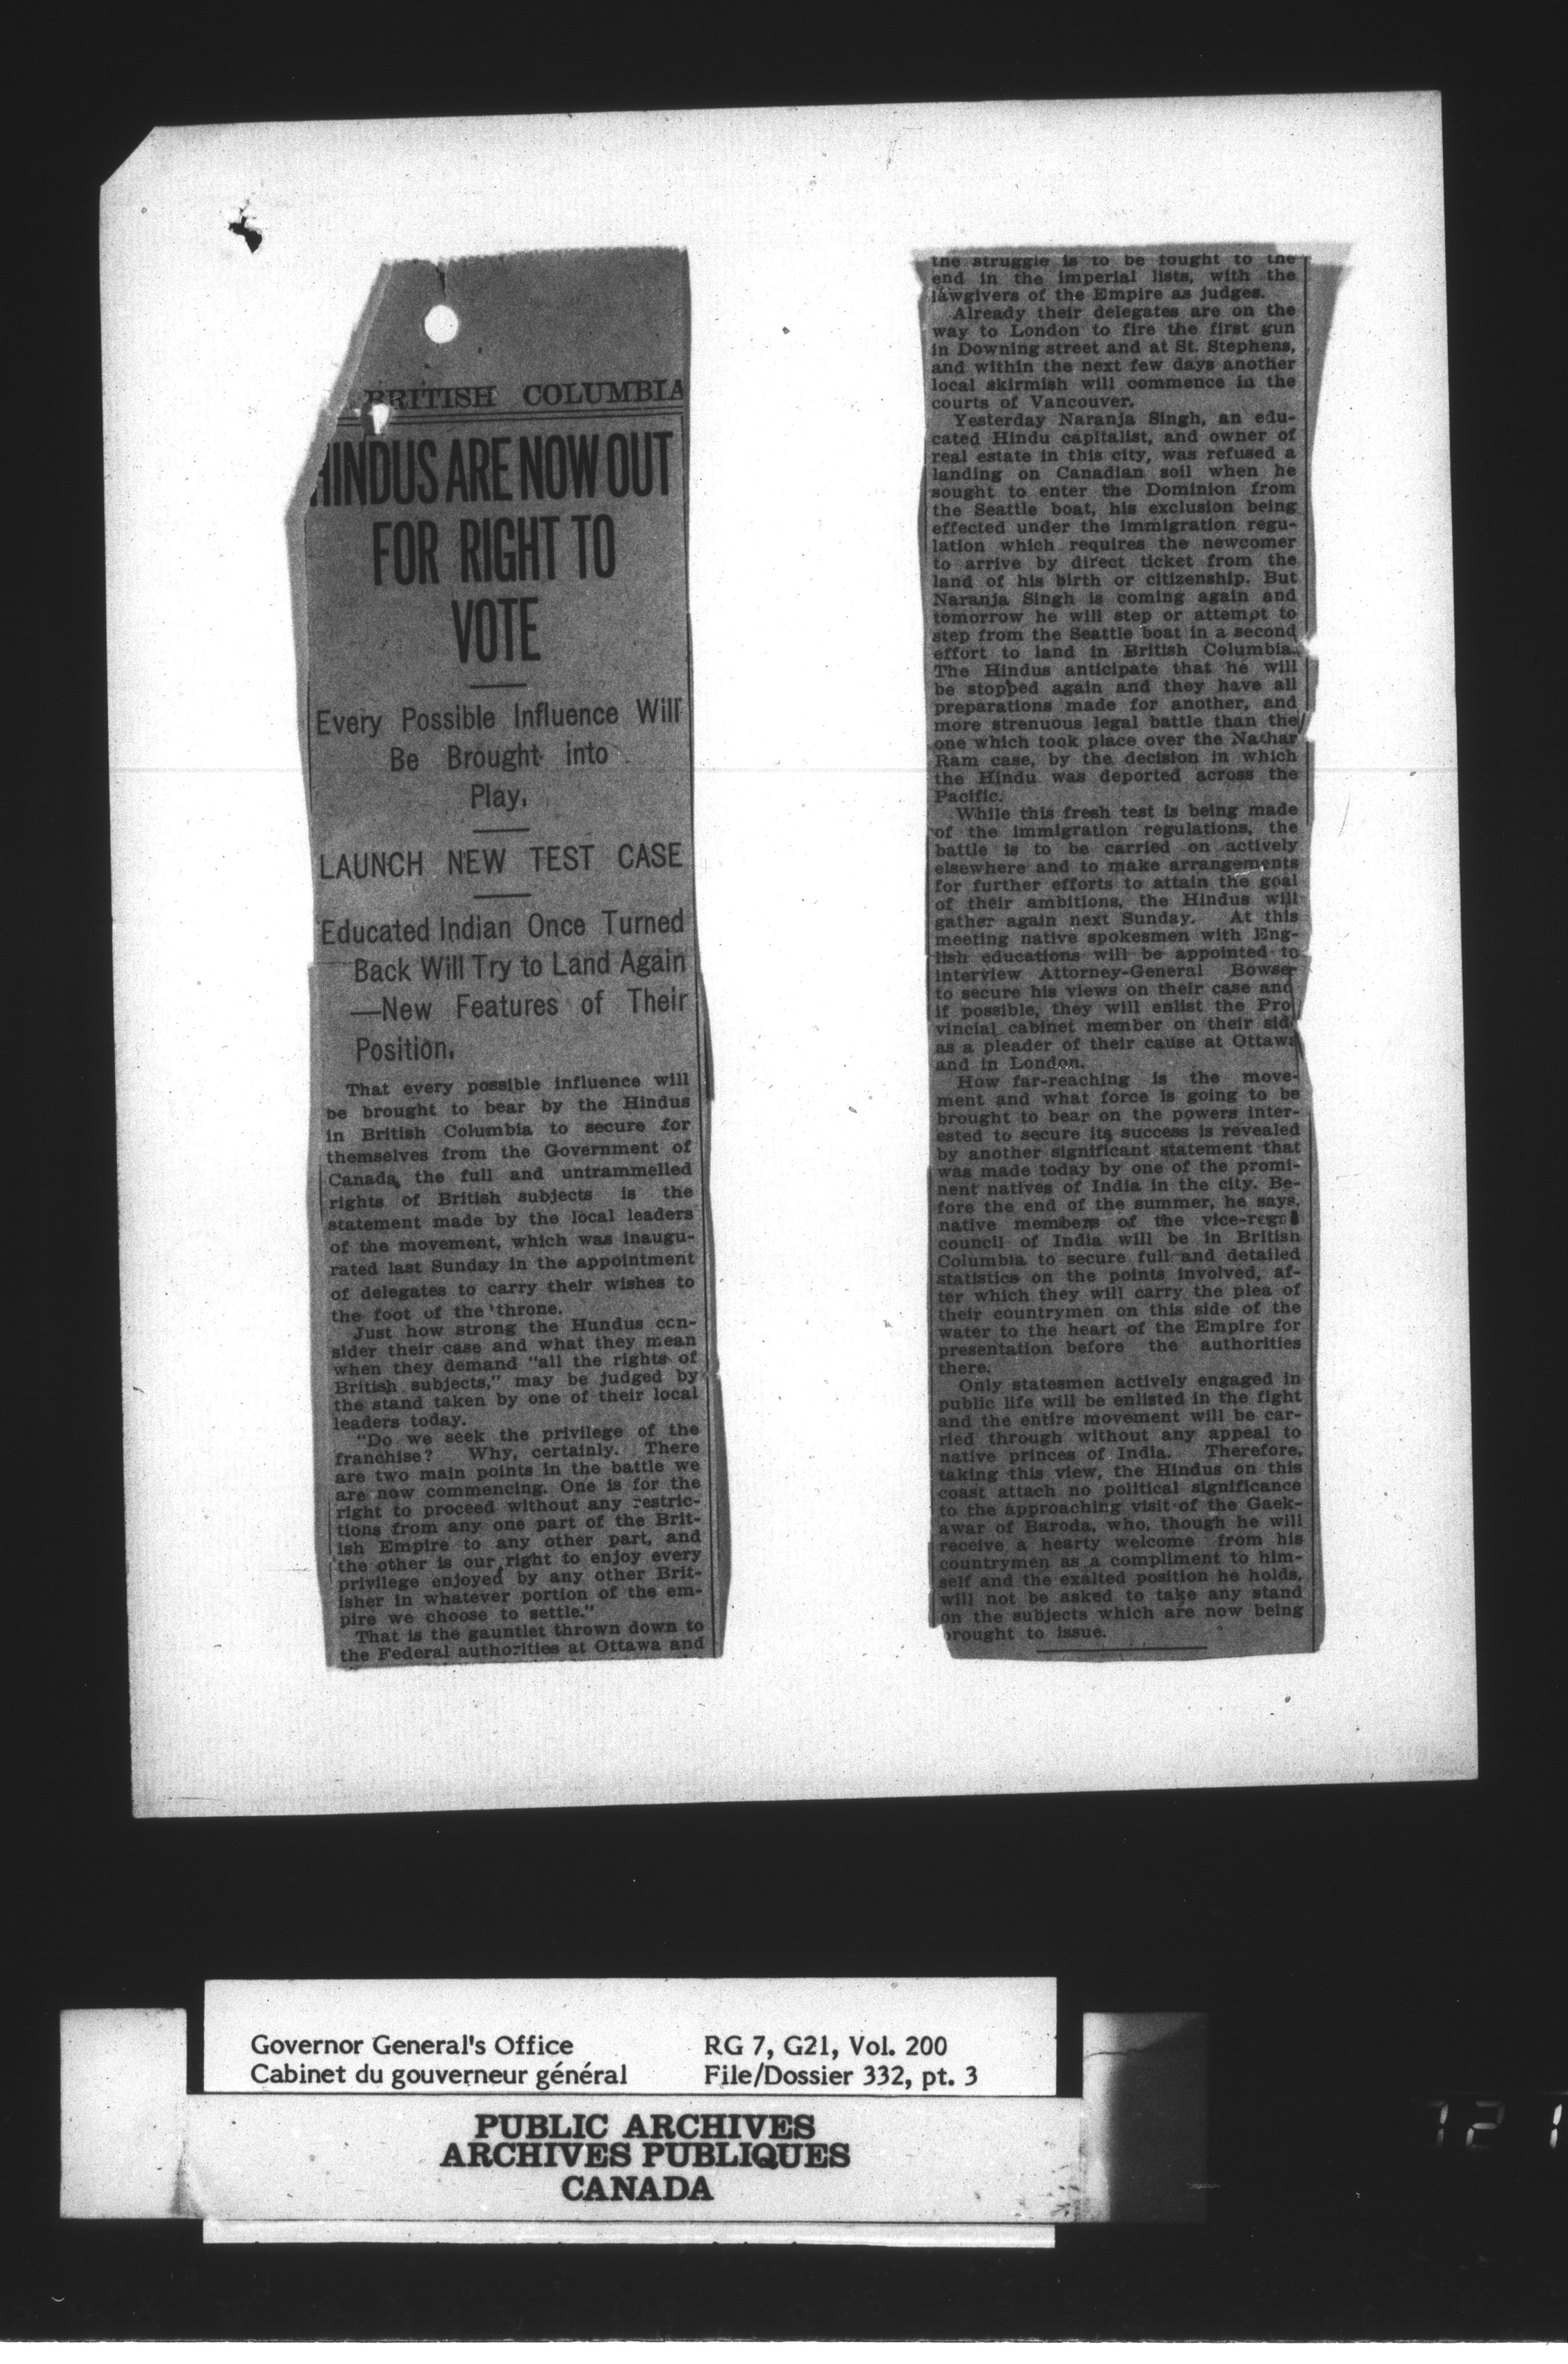 BRITISH COLUMBIA
HINDUS ARE NOW OUT
FOR RIGHT TO
VOTE
Every Possible Influence Will
Be Brought into
Play.
LAUNCH NEW TEST CASE
Educated Indian Once Turned
Back Will Try to Land Again
—New Features of Their
Position.
That every possible influence will
be brought to bear by the Hindus
in British Columbia to secure for
themselves from the Government of
Canada, the full and untrammelled
rights of British subjects is the
statement made by the local leaders
of the movement, which was inaugu-
rated last Sunday in the appointment
of delegates to carry their wishes to
the foot of the throne.
Just how strong the Hundus con-
sider their case and what they mean
when they demand "all the rights of
British subjects," may be judged by
the stand taken by one of their local
leaders today.
"Do we seek the privilege of the
franchise? Why, certainly. There
are two main points in the battle we
are now commencing. One is for the
right to proceed without any restric-
tions from any one part of the Brit-
ish Empire to any other part, and
the other is our right to enjoy every
privilege enjoyed by any other Brit-
isher in whatever portion of the em-
pire we choose to settle."
That is the gauntlet thrown down to
the Federal authorities at Ottawa and
the struggle is to be fought to the
end in the imperial lists, with the
lawgivers of the Empire as judges.
Already their delegates are on the
way to London to fire the first gun
in Downing street and at St. Stephens,
and within the next few days another
local skirmish will commence in the
courts of Vancouver.
Yesterday Naranja Singh, an edu-
cated Hindu capitalist, and owner of
real estate in this city, was refused a
landing on Canadian soil when he
sought to enter the Dominion from
the Seattle boat, his exclusion being
effected under the immigration regu-
lation which requires the newcomer
to arrive by direct ticket from the
land of his birth or citizenship. But
Naranja Singh is coming again and
tomorrow he will step or attempt to
step from the Seattle boat in a second
effort to land in British Columbia.
The Hindus anticipate that he will
be stopped again and they have all
preparations made for another, and
more strenuous legal battle than the
one which took place over the Nathar
Ram case, by the decision in which
the Hindu was deported across the
Pacific.
While this fresh test is being made
of the immigration regulations, the
battle is to be carried on actively
elsewhere and to make arrangements
for further efforts to attain the goal
of their ambitions, the Hindus will
gather again next Sunday. At this
meeting native spokesmen with Eng-
lish educations will be appointed to
interview Attorney-General Bowser
to secure his views on their case and
if possible, they will enlist the Pro
vincial cabinet member on their sid
as a pleader of their cause at Ottawa
and in London.
How far-reaching is the move-
ment and what force is going to be
brought to bear on the powers inter-
ested to secure its success is revealed
by another significant statement that
was made today by one of the promi-
nent natives of India in the city. Be-
fore the end of the summer, he says,
native members of the vice-regal
council of India will be in British
Columbia to secure full and detailed
statistics on the points involved, af-
ter which they will carry the plea of
their countrymen on this side of the
water to the heart of the Empire for
presentation before the authorities
there.
Only statesmen actively engaged in
public life will be enlisted in the fight
and the entire movement will be car-
ried through without any appeal to
native princes of India. Therefore,
taking this view, the Hindus on this
coast attach no political significance
to the approaching visit of the Gaek-
awar of Baroda, who, though he will
receive a hearty welcome from his
countrymen as a compliment to him-
self and the exalted position he holds,
will not be asked to take any stand
on the subjects which are now being
brought to issue.
Governor General's Office
Cabinet du gouverneur général
RG 7, G21, Vol. 200
File/Dossier 332, pt. 3
PUBLIC ARCHIVES
ARCHIVES PUBLIQUES
CANADA
721